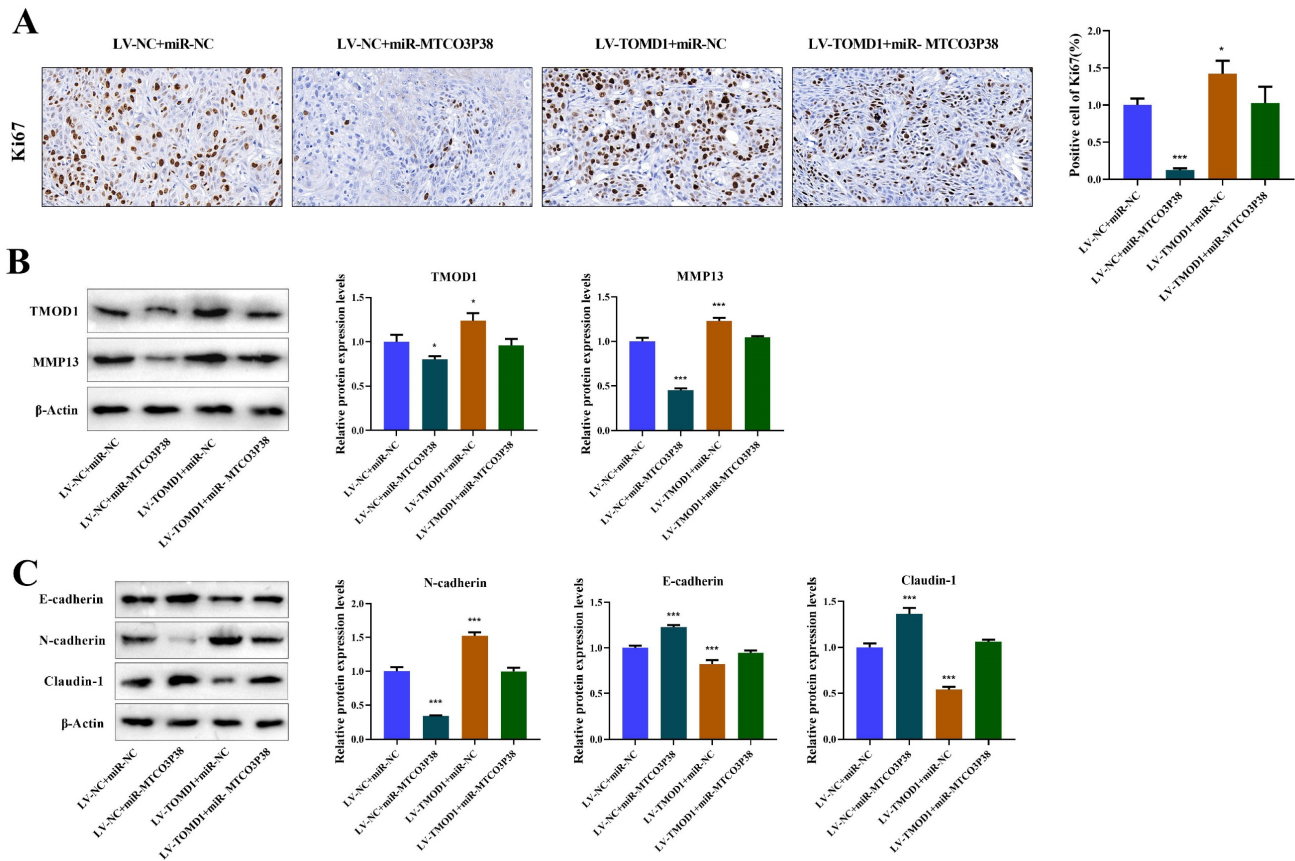 A
LV-NC+miR-NC
LV-NC+miR-MTCO3P38
LV-TOMD1+miR-NC
LV-TOMD1+miR- MTCO3P38
Ki67
Positive cell of Ki67(%)
2.0
1.5
1.0
0.5
0.0
*
***
LV-NC+miR-NC
LV-NC+miR-MTCO3P38
LV-TMOD1+miR-NC
LV-TMOD1+miR-MTCO3P38
B
TMOD1
MMP13
β-Actin
LV-NC+miR-NC
LV-NC+miR-MTCO3P38
LV-TOMD1+miR-NC
LV-TOMD1+miR- MTCO3P38
TMOD1
Relative protein expression levels
1.5
1.0
0.5
0.0
*
*
LV-NC+miR-NC
LV-NC+miR-MTCO3P38
LV-TMOD1+miR-NC
LV-TMOD1+miR-MTCO3P38
MMP13
Relative protein expression levels
1.5
1.0
0.5
0.0
***
***
LV-NC+miR-NC
LV-NC+miR-MTCO3P38
LV-TMOD1+miR-NC
LV-TMOD1+miR-MTCO3P38
C
E-cadherin
N-cadherin
Claudin-1
β-Actin
LV-NC+miR-NC
LV-NC+miR-MTCO3P38
LV-TOMD1+miR-NC
LV-TOMD1+miR- MTCO3P38
N-cadherin
Relative protein expression levels
2.0
1.5
1.0
0.5
0.0
***
***
LV-NC+miR-NC
LV-NC+miR-MTCO3P38
LV-TMOD1+miR-NC
LV-TMOD1+miR-MTCO3P38
E-cadherin
Relative protein expression levels
1.5
1.0
0.5
0.0
***
***
LV-NC+miR-NC
LV-NC+miR-MTCO3P38
LV-TMOD1+miR-NC
LV-TMOD1+miR-MTCO3P38
Claudin-1
Relative protein expression levels
1.5
1.0
0.5
0.0
***
***
LV-NC+miR-NC
LV-NC+miR-MTCO3P38
LV-TMOD1+miR-NC
LV-TMOD1+miR-MTCO3P38